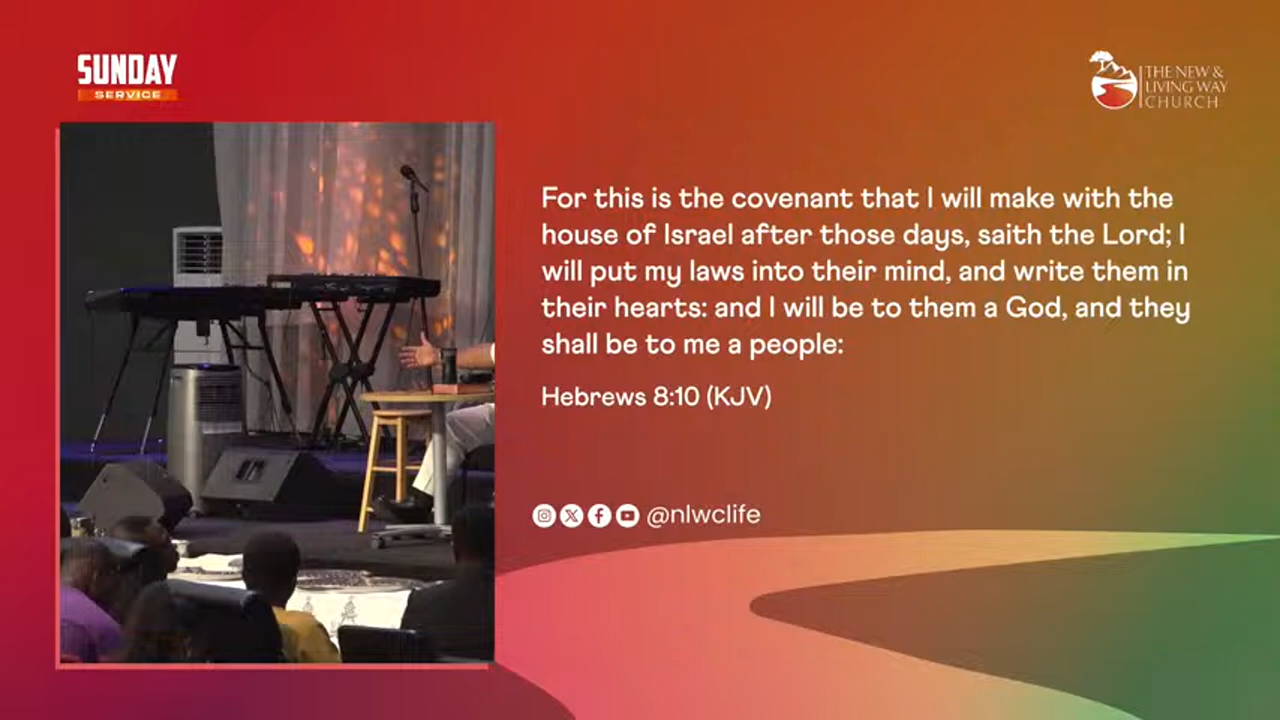 SUNDAY
SERVICE
THE NEW &
LIVING WAY
CHURCH
For this is the covenant that I will make with the
house of Israel after those days, saith the Lord; I
will put my laws into their mind, and write them in
their hearts: and I will be to them a God, and they
shall be to me a people:
Hebrews 8:10 (KJV)
@nlwclife